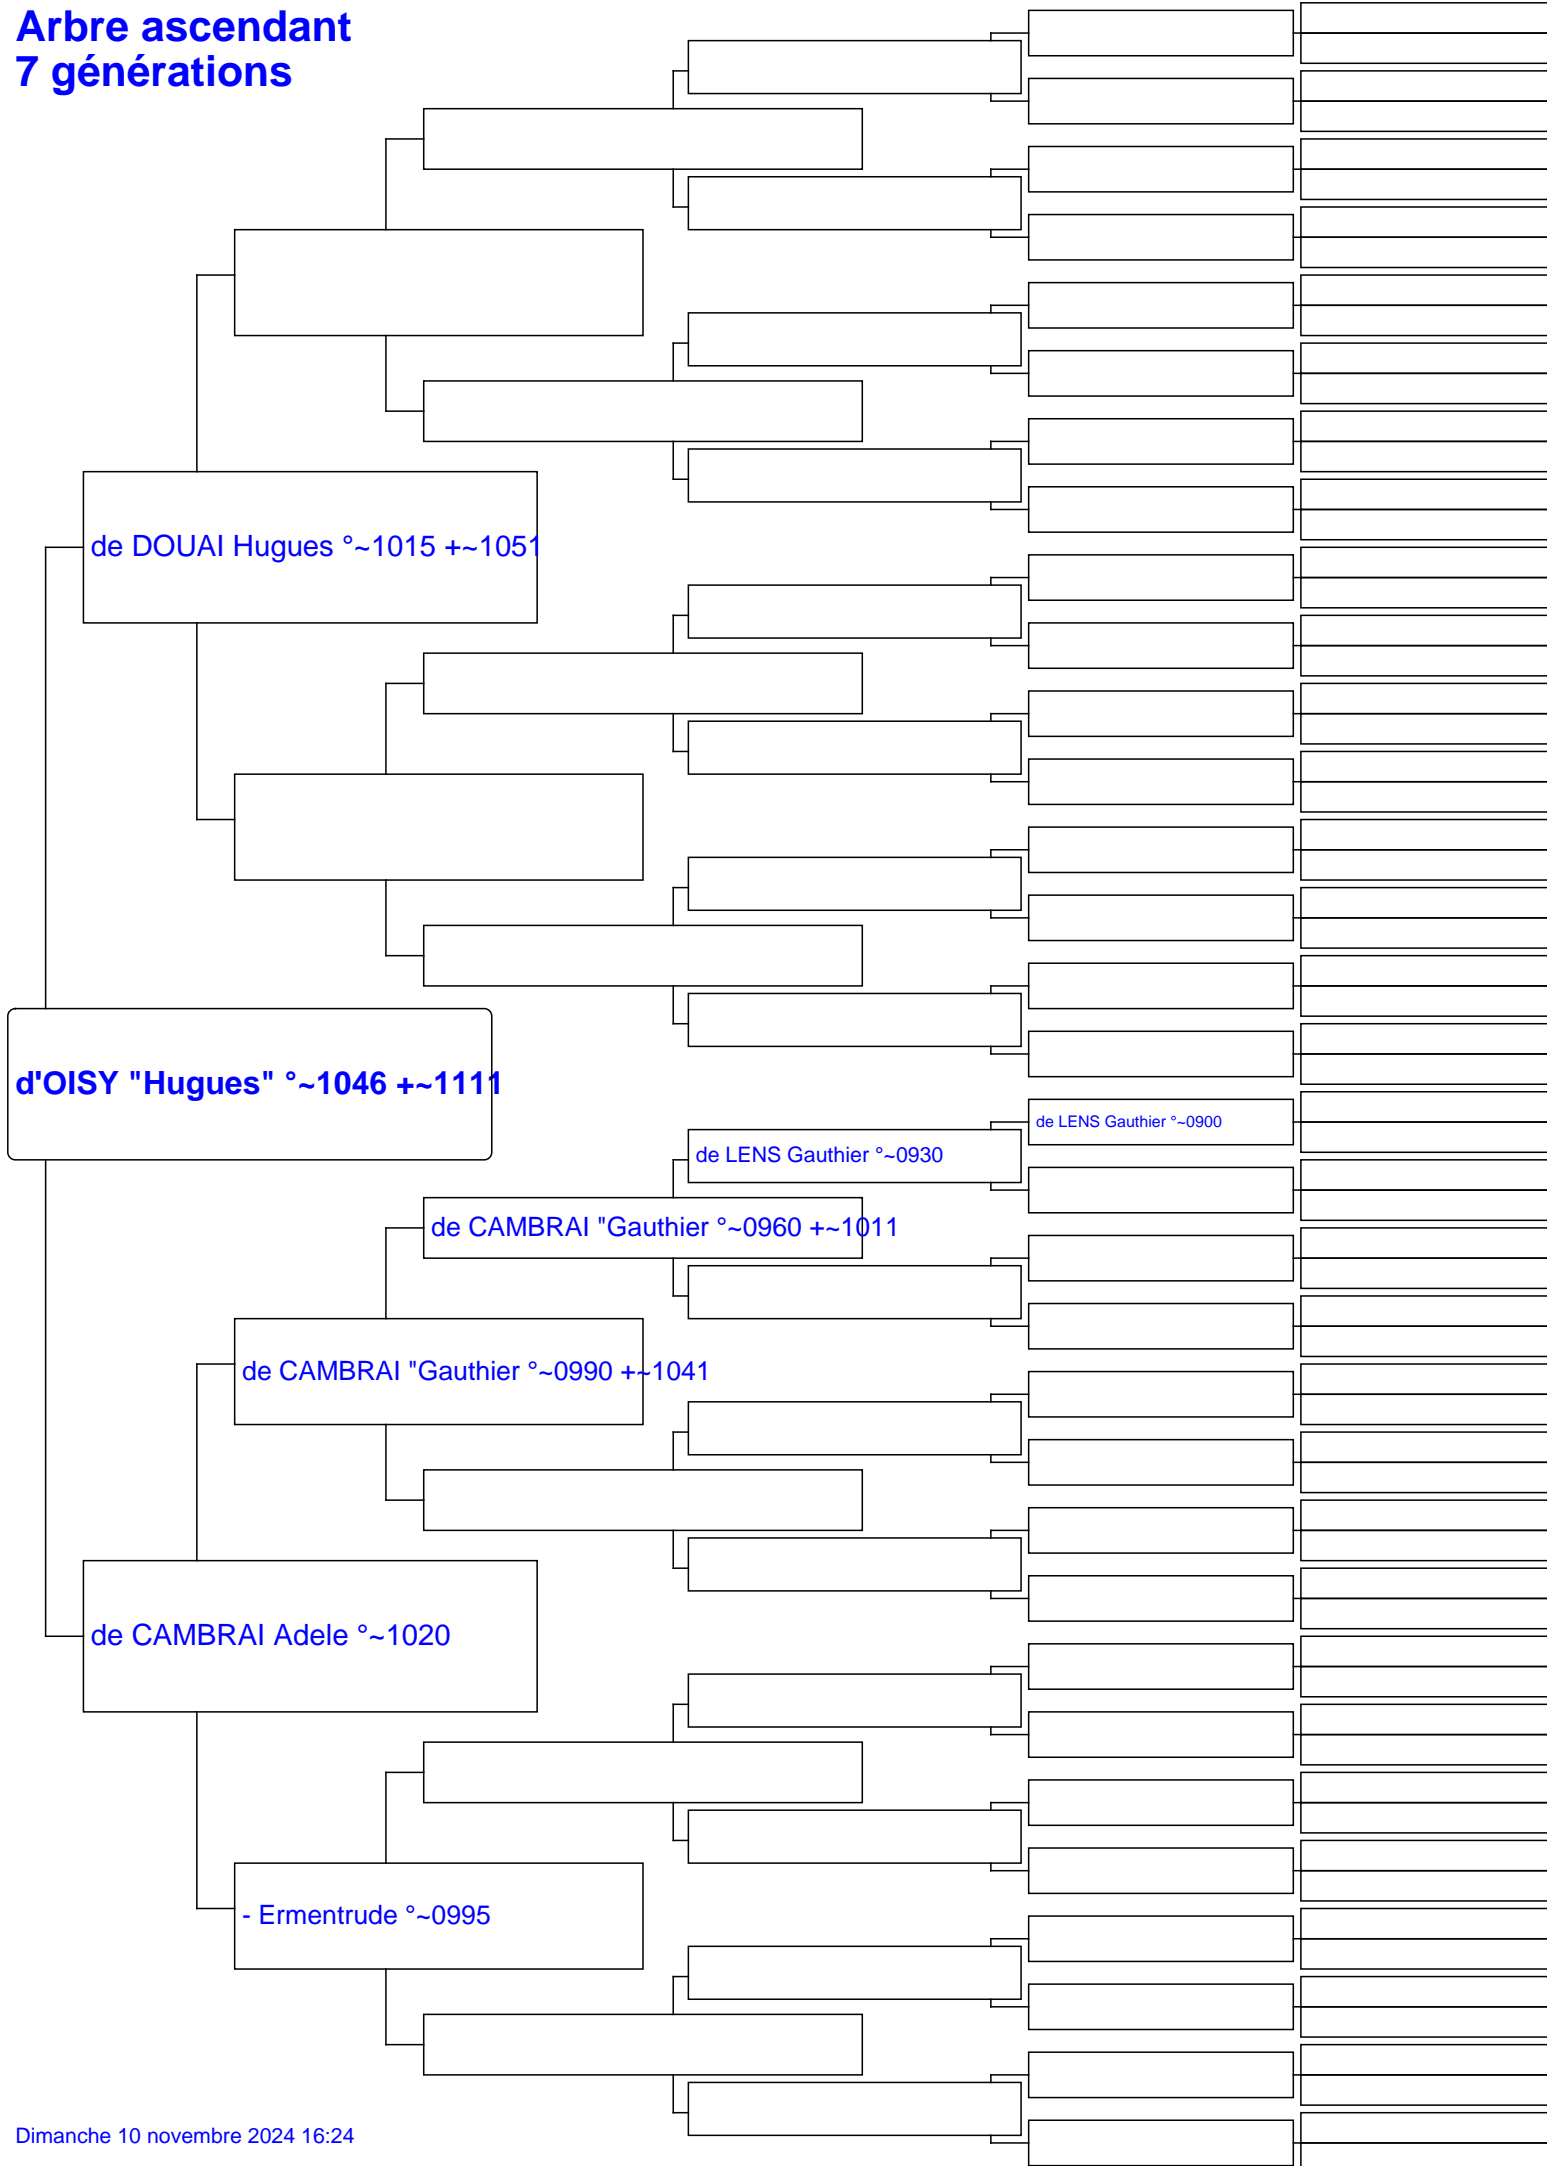 Arbre ascendant
7 générations
de DOUAI Hugues °~1015 +~1051
d'OISY "Hugues" °~1046 +~1111
de LENS Gauthier °~0900
de LENS Gauthier °~0930
de CAMBRAI "Gauthier °~0960 +~1011
de CAMBRAI "Gauthier °~0990 +~1041
de CAMBRAI Adele °~1020
- Ermentrude °~0995
Dimanche 10 novembre 2024 16:24